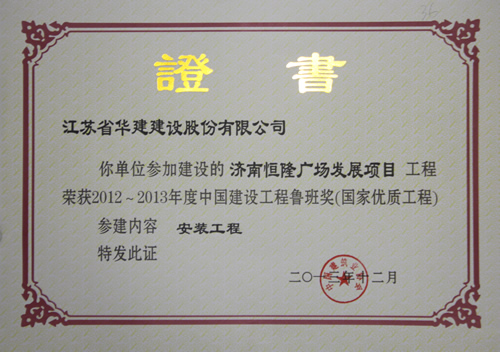 證 書
江苏省华建建设股份有限公司
你单位参加建设的 济南恒隆广场发展项目 工程
荣获2012～2013年度中国建设工程鲁班奖(国家优质工程)
参建内容 安装工程
特发此证
二〇一三年十二月